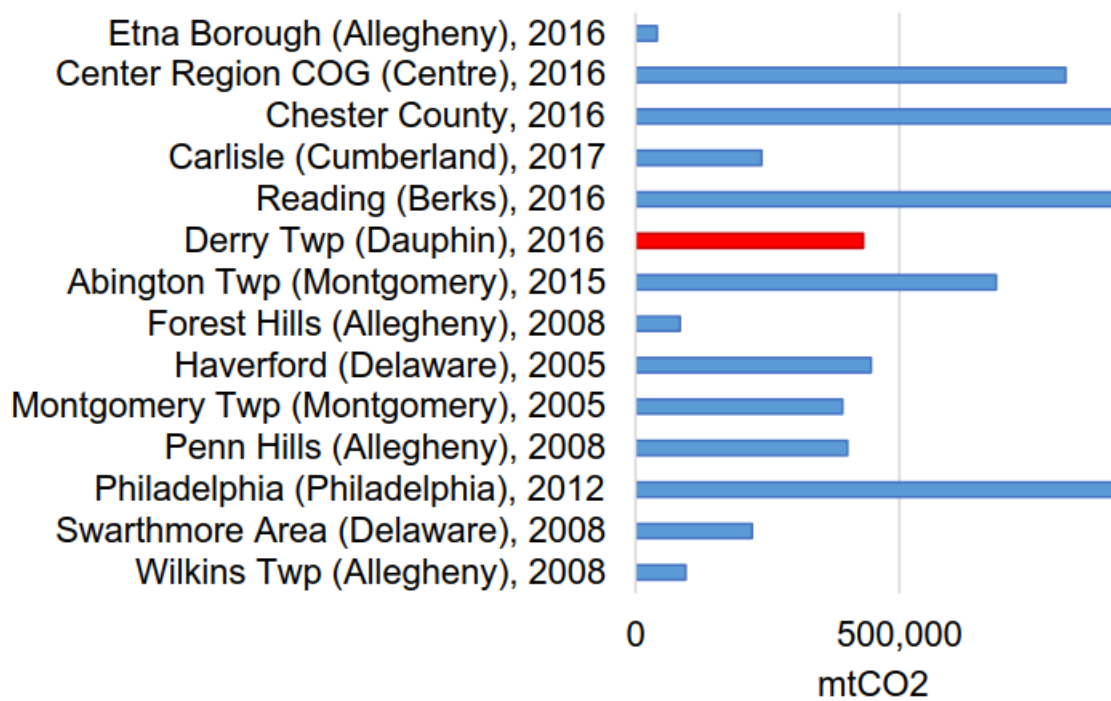 Etna Borough (Allegheny), 2016
Center Region COG (Centre), 2016
Chester County, 2016
Carlisle (Cumberland), 2017
Reading (Berks), 2016
Derry Twp (Dauphin), 2016
Abington Twp (Montgomery), 2015
Forest Hills (Allegheny), 2008
Haverford (Delaware), 2005
Montgomery Twp (Montgomery), 2005
Penn Hills (Allegheny), 2008
Philadelphia (Philadelphia), 2012
Swarthmore Area (Delaware), 2008
Wilkins Twp (Allegheny), 2008
0 500,000
mtCO2